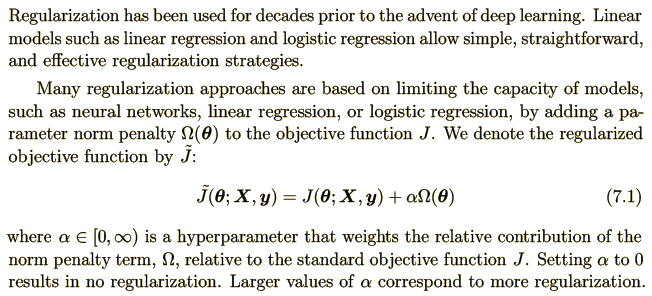 Regularization has been used for decades prior to the advent of deep learning. Linear
models such as linear regression and logistic regression allow simple, straightforward,
and effective regularization strategies.
Many regularization approaches are based on limiting the capacity of models,
such as neural networks, linear regression, or logistic regression, by adding a pa-
rameter norm penalty Ω(θ) to the objective function J. We denote the regularized
objective function by J̃:
J̃(θ; X, y) = J(θ; X, y) + αΩ(θ) (7.1)
where α ∈ [0, ∞) is a hyperparameter that weights the relative contribution of the
norm penalty term, Ω, relative to the standard objective function J. Setting α to 0
results in no regularization. Larger values of α correspond to more regularization.